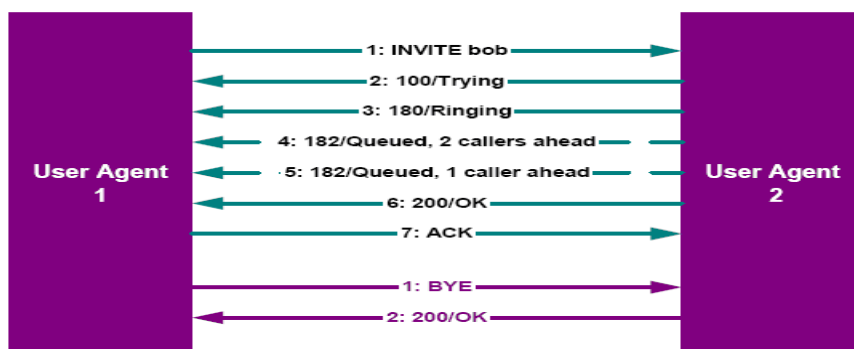 1: INVITE bob
2: 100/Trying
3: 180/Ringing
4: 182/Queued, 2 callers ahead
5: 182/Queued, 1 caller ahead
6: 200/OK
7: ACK
1: BYE
2: 200/OK
User Agent
1
User Agent
2